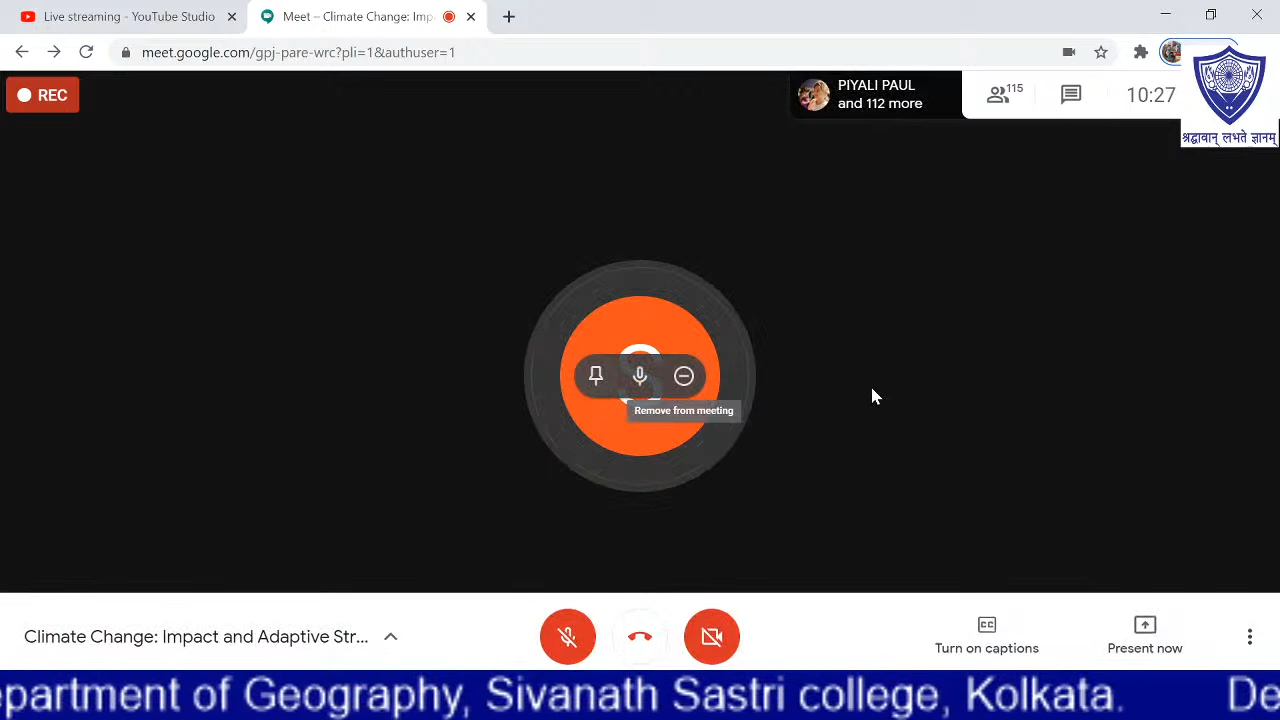 Live streaming - YouTube Studio
Meet – Climate Change: Imp
meet.google.com/gpj-pare-wrc?pli=1&authuser=1
REC
PIYALI PAUL
and 112 more
115
10:27
श्रद्धावान् लभते ज्ञानम्
S
Remove from meeting
Climate Change: Impact and Adaptive Str...
CC
Turn on captions
Present now
epartment of Geography, Sivanath Sastri college, Kolkata. De